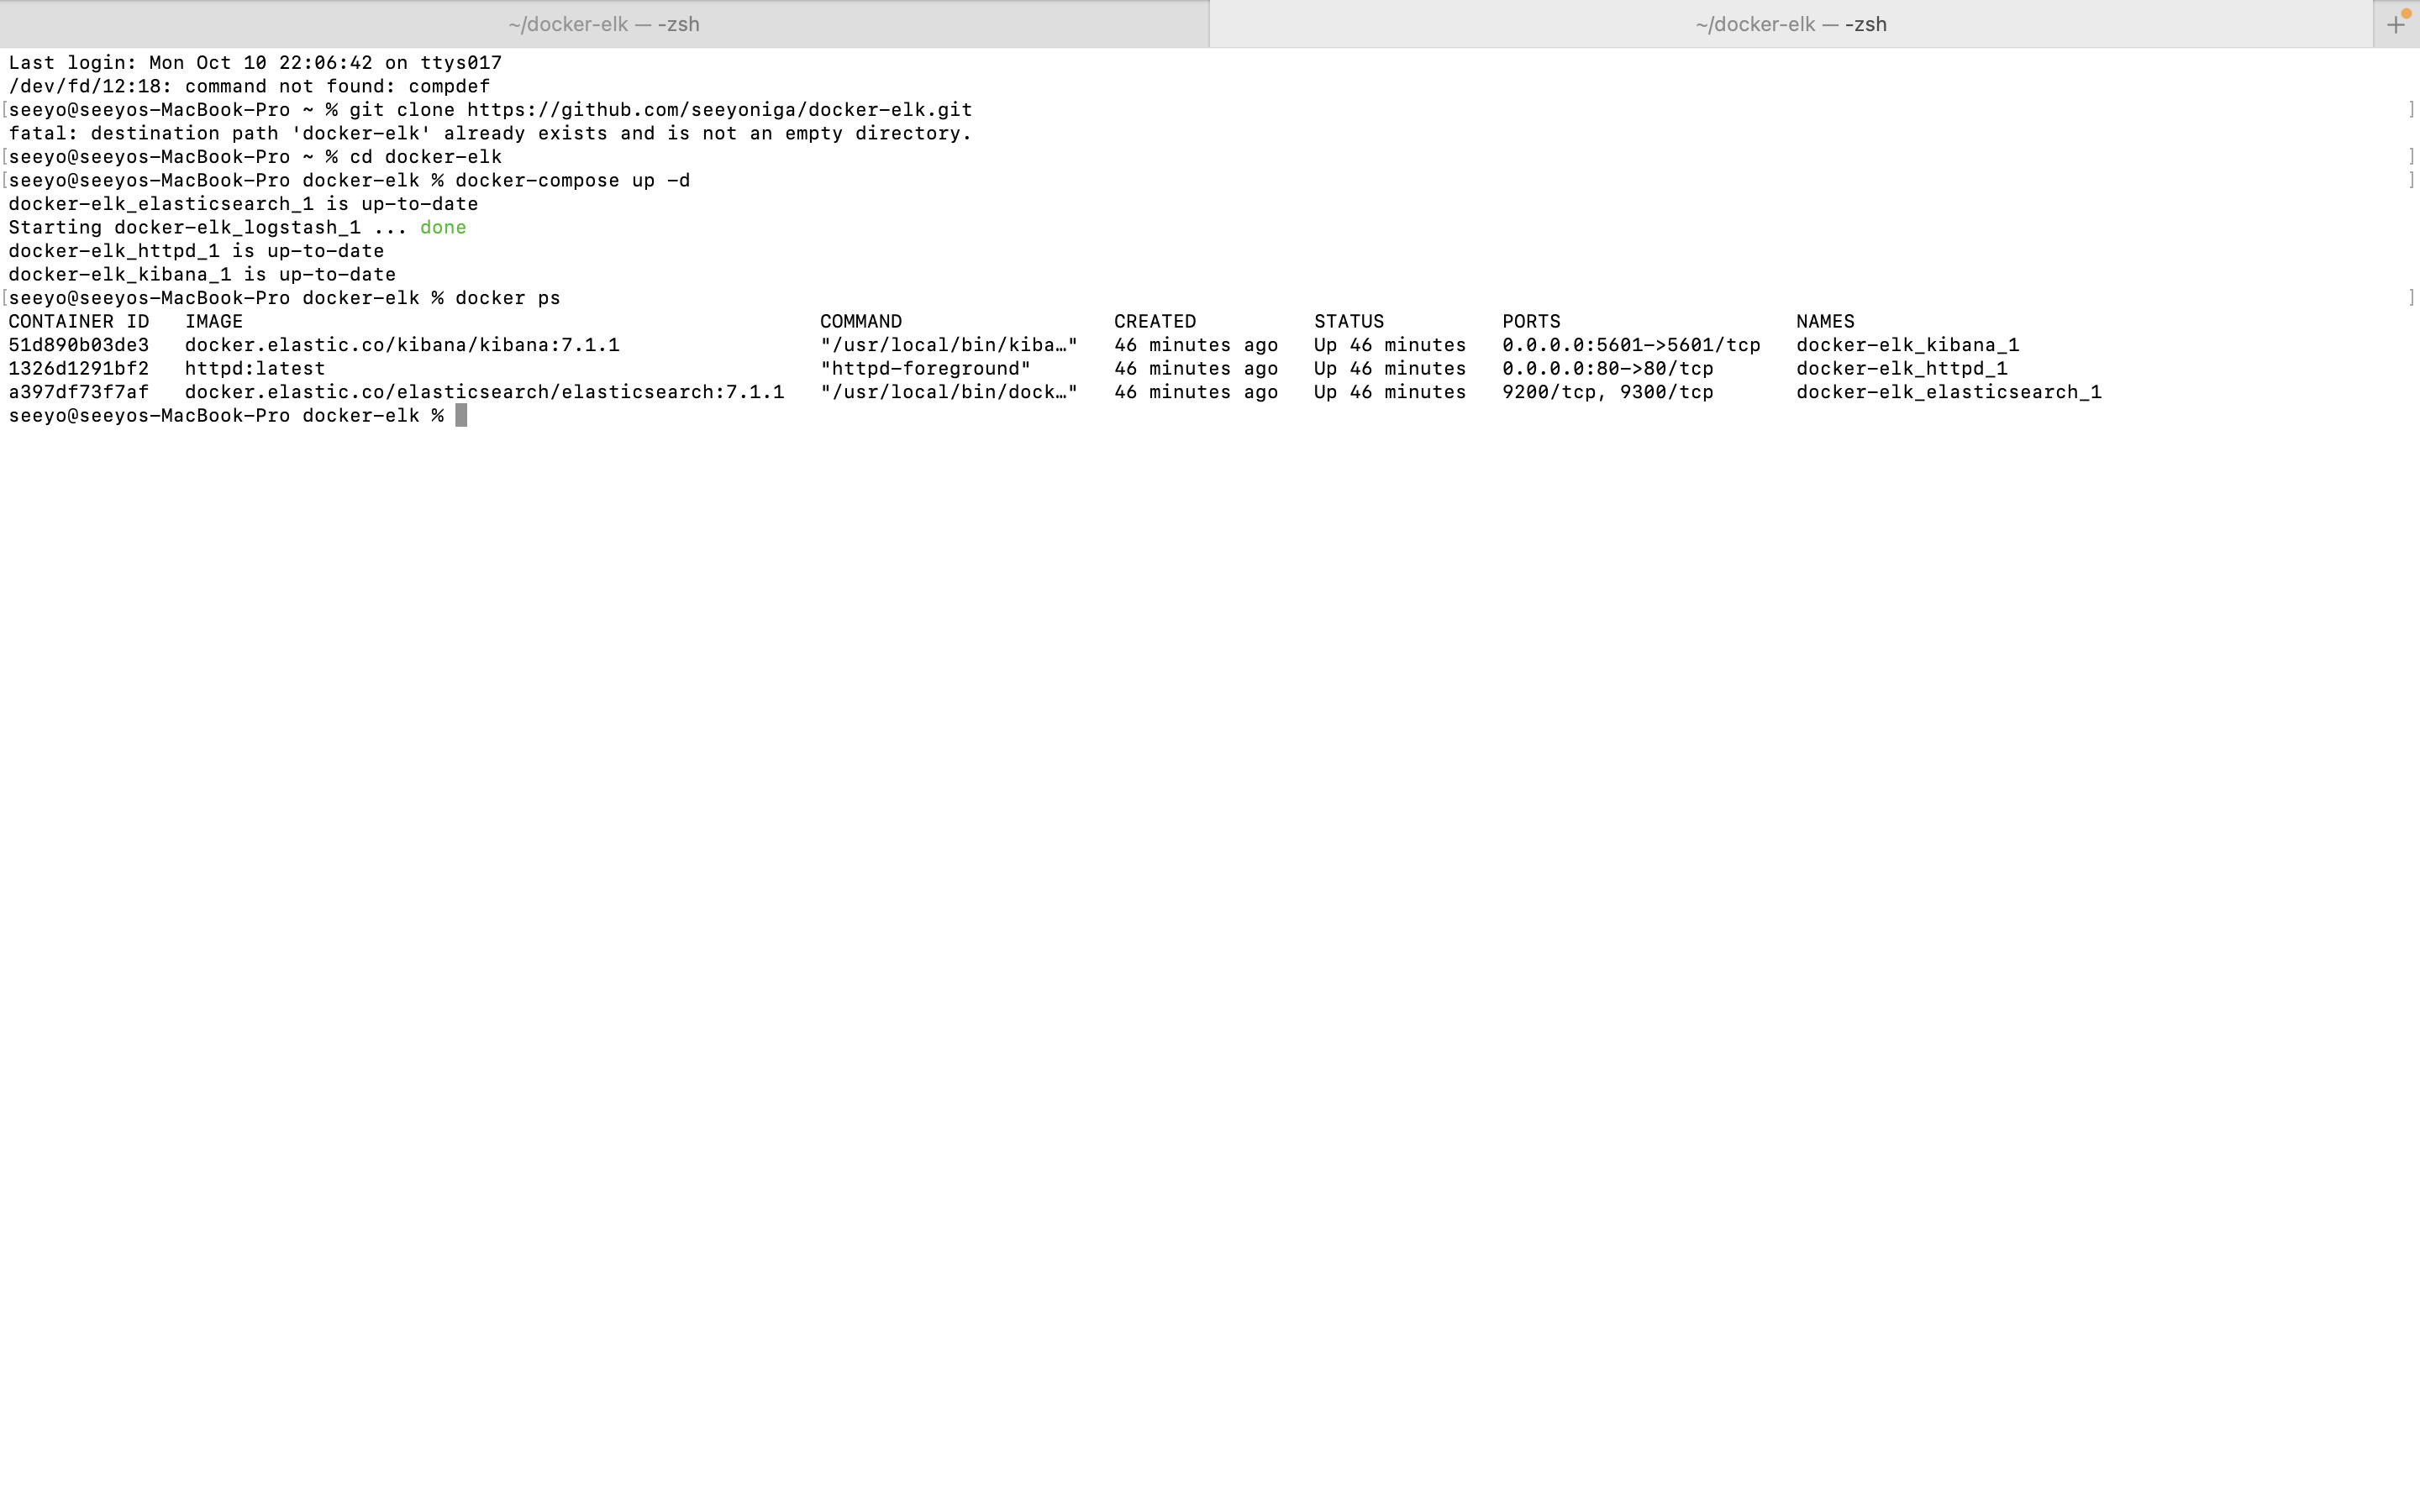 ~/docker-elk — -zsh
~/docker-elk — -zsh
+
Last login: Mon Oct 10 22:06:42 on ttys017
/dev/fd/12:18: command not found: compdef
[seeyo@seeyos-MacBook-Pro ~ % git clone https://github.com/seeyoniga/docker-elk.git ]
fatal: destination path 'docker-elk' already exists and is not an empty directory.
[seeyo@seeyos-MacBook-Pro ~ % cd docker-elk ]
[seeyo@seeyos-MacBook-Pro docker-elk % docker-compose up -d ]
docker-elk_elasticsearch_1 is up-to-date
Starting docker-elk_logstash_1 ... done
docker-elk_httpd_1 is up-to-date
docker-elk_kibana_1 is up-to-date
[seeyo@seeyos-MacBook-Pro docker-elk % docker ps ]
CONTAINER ID   IMAGE                                                 COMMAND                  CREATED          STATUS          PORTS                    NAMES
51d890b03de3   docker.elastic.co/kibana/kibana:7.1.1                 "/usr/local/bin/kiba…"   46 minutes ago   Up 46 minutes   0.0.0.0:5601->5601/tcp   docker-elk_kibana_1
1326d1291bf2   httpd:latest                                          "httpd-foreground"       46 minutes ago   Up 46 minutes   0.0.0.0:80->80/tcp       docker-elk_httpd_1
a397df73f7af   docker.elastic.co/elasticsearch/elasticsearch:7.1.1   "/usr/local/bin/dock…"   46 minutes ago   Up 46 minutes   9200/tcp, 9300/tcp       docker-elk_elasticsearch_1
seeyo@seeyos-MacBook-Pro docker-elk %